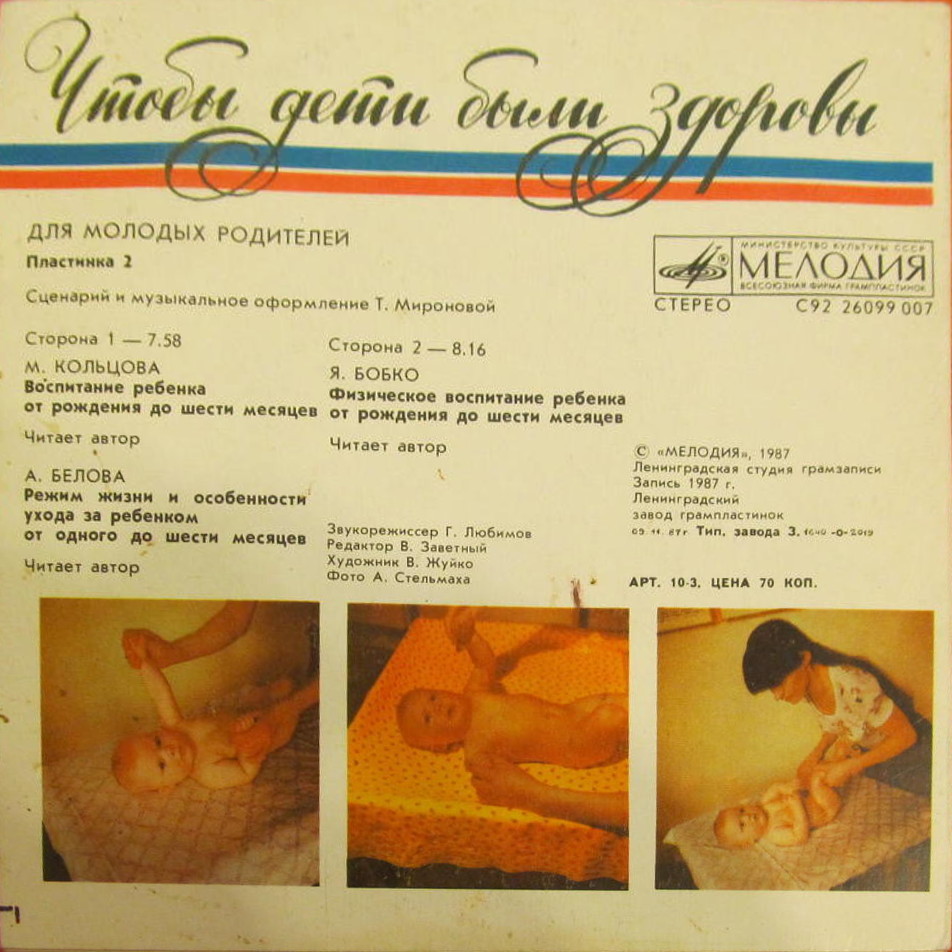 Чтобы дети были здоровы
ДЛЯ МОЛОДЫХ РОДИТЕЛЕЙ
Пластинка 2
Сценарий и музыкальное оформление Т. Мироновой
МИНИСТЕРСТВО КУЛЬТУРЫ СССР
МЕЛОДИЯ
ВСЕСОЮЗНАЯ ФИРМА ГРАМПЛАСТИНОК
СТЕРЕО С92 26099 007
Сторона 1 — 7.58
М. КОЛЬЦОВА
Воспитание ребенка
от рождения до шести месяцев
Читает автор
А. БЕЛОВА
Режим жизни и особенности
ухода за ребенком
от одного до шести месяцев
Читает автор
Сторона 2 — 8.16
Я. БОБКО
Физическое воспитание ребенка
от рождения до шести месяцев
Читает автор
Звукорежиссер Г. Любимов
Редактор В. Заветный
Художник В. Жуйко
Фото А. Стельмаха
© «МЕЛОДИЯ», 1987
Ленинградская студия грамзаписи
Запись 1987 г.
Ленинградский
завод грампластинок
Тип. завода З.
АРТ. 10-3. ЦЕНА 70 КОП.